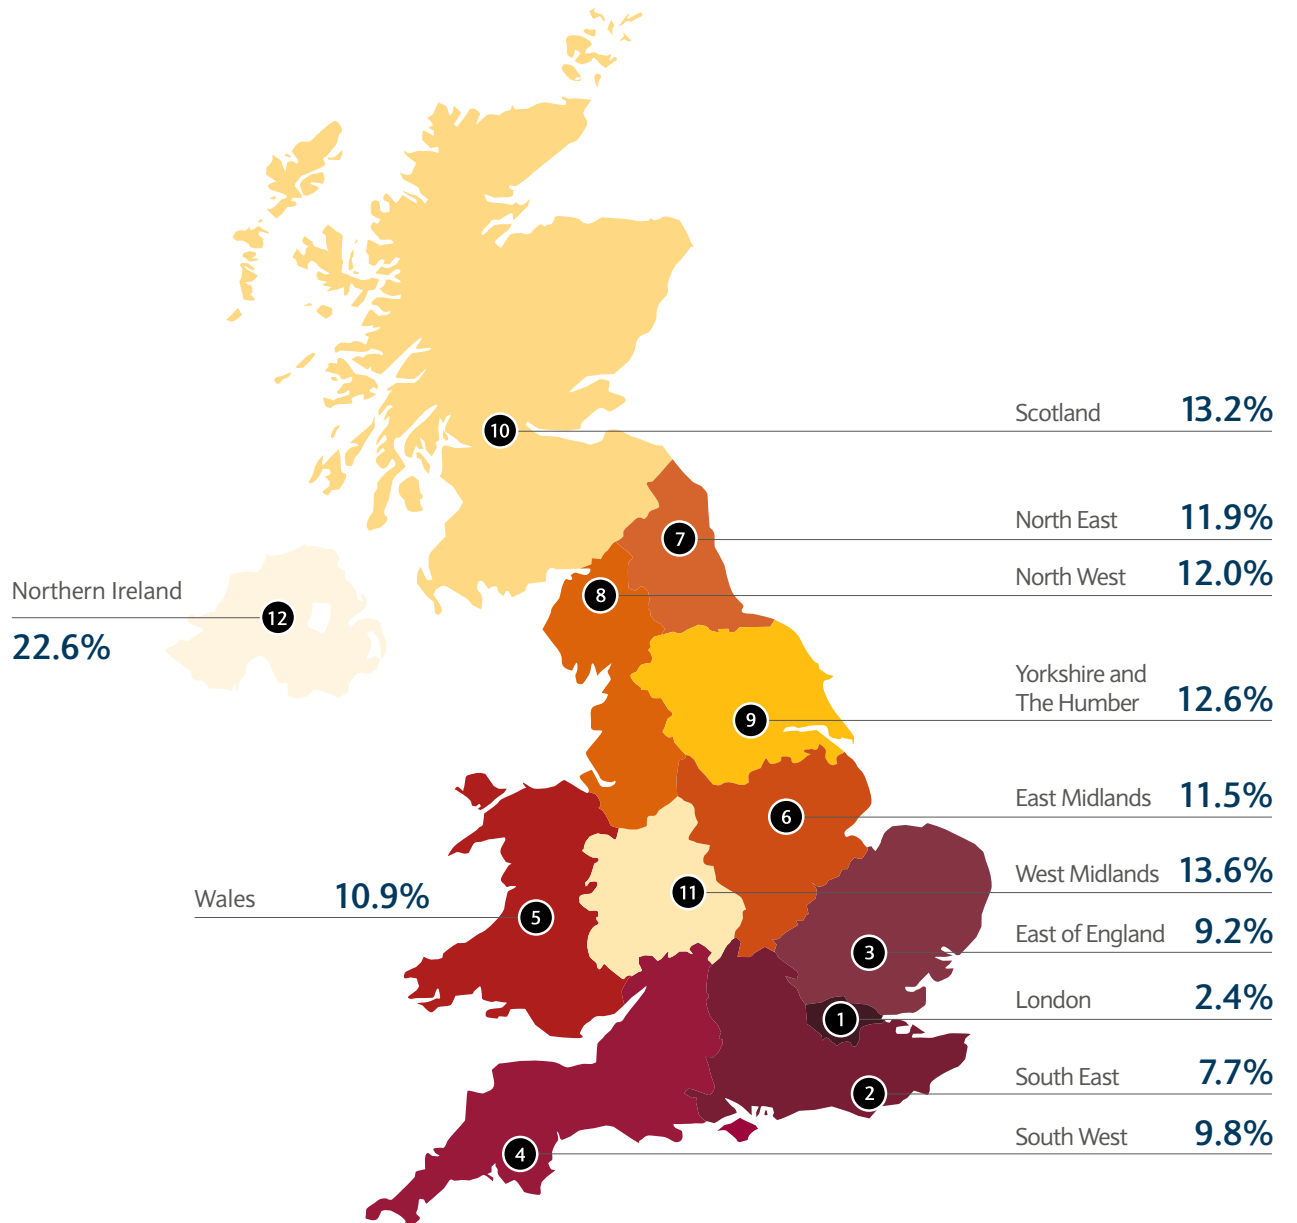 Scotland 13.2%
10
North East 11.9%
7
North West 12.0%
8
Northern Ireland
12
22.6%
Yorkshire and
The Humber 12.6%
9
East Midlands 11.5%
6
West Midlands 13.6%
11
Wales 10.9%
5
East of England 9.2%
3
London 2.4%
1
South East 7.7%
2
South West 9.8%
4